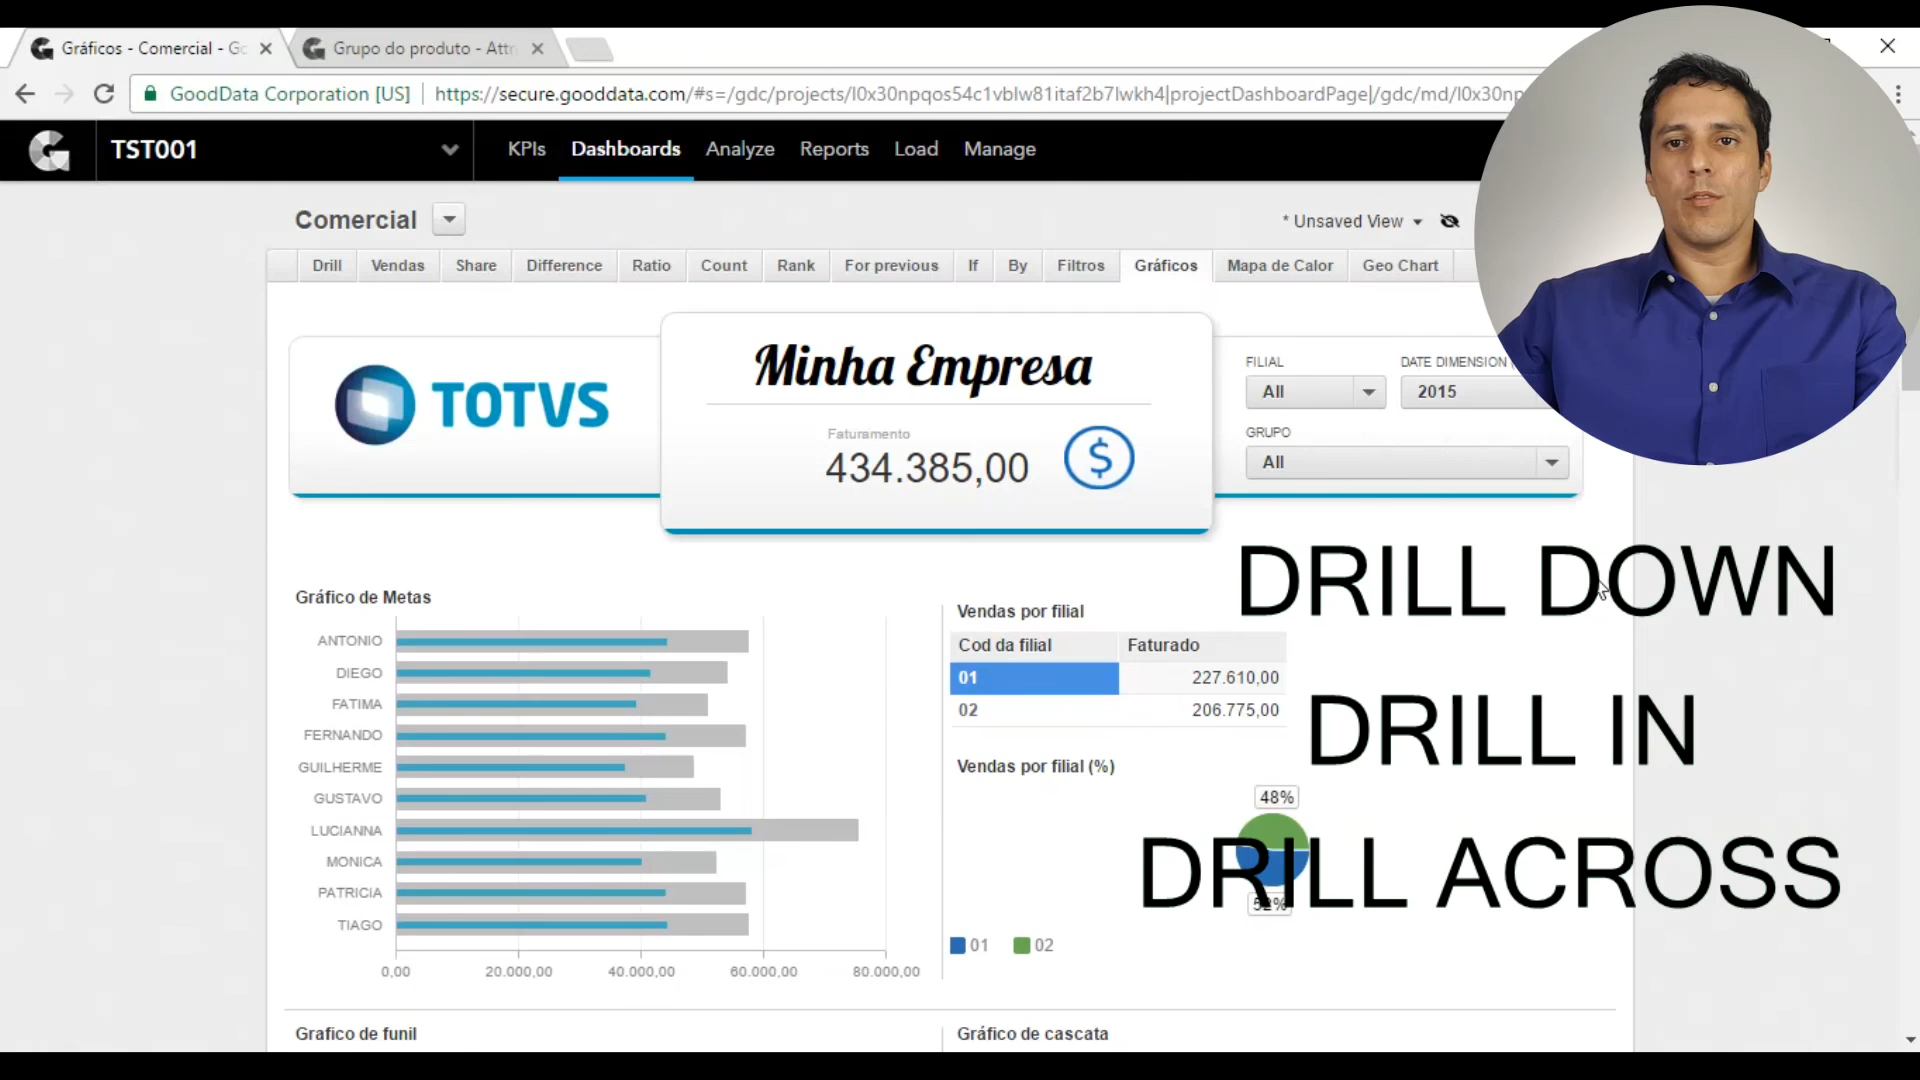 Gráficos - Comercial - Go
Grupo do produto - Attr
GoodData Corporation [US]
https://secure.gooddata.com/#s=/gdc/projects/l0x30npqos54c1vblw81itaf2b7lwkh4|projectDashboardPage|/gdc/md/l0x30np
TST001
KPIs Dashboards Analyze Reports Load Manage
Comercial
* Unsaved View
Drill Vendas Share Difference Ratio Count Rank For previous If By Filtros Gráficos Mapa de Calor Geo Chart
TOTVS
Minha Empresa
Faturamento
434.385,00
$
FILIAL
All
DATE DIMENSION
2015
GRUPO
All
DRILL DOWN
DRILL IN
DRILL ACROSS
Gráfico de Metas
ANTONIO
DIEGO
FATIMA
FERNANDO
GUILHERME
GUSTAVO
LUCIANNA
MONICA
PATRICIA
TIAGO
0,00 20.000,00 40.000,00 60.000,00 80.000,00
Vendas por filial
Cod da filial Faturado
01 227.610,00
02 206.775,00
Vendas por filial (%)
48%
52%
01 02
Grafico de funil
Gráfico de cascata